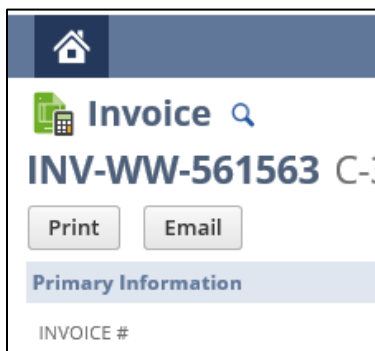 Invoice
INV-WW-561563 C-
Print Email
Primary Information
INVOICE #